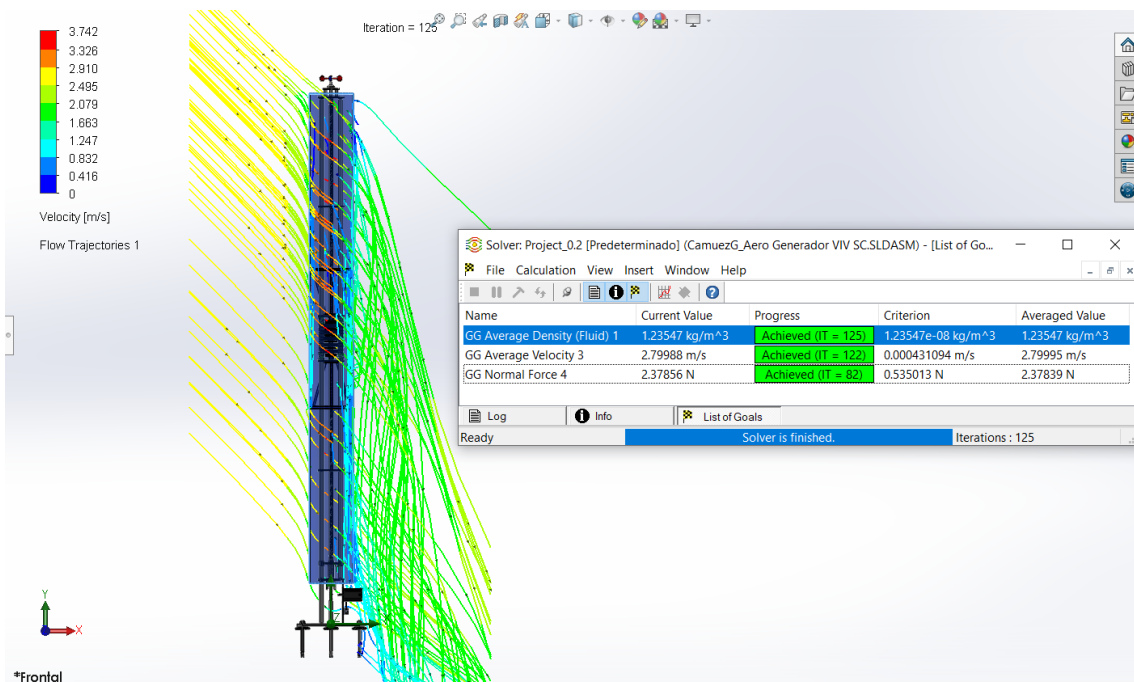 Iteration = 125
3.742
3.326
2.910
2.495
2.079
1.663
1.247
0.832
0.416
0
Velocity [m/s]
Flow Trajectories 1
Solver: Project_0.2 [Predeterminado] (CamuezG_Aero Generador VIV SC.SLDASM) - [List of Go...
File Calculation View Insert Window Help
Name Current Value Progress Criterion Averaged Value
GG Average Density (Fluid) 1 1.23547 kg/m^3 Achieved (IT = 125) 1.23547e-08 kg/m^3 1.23547 kg/m^3
GG Average Velocity 3 2.79988 m/s Achieved (IT = 122) 0.000431094 m/s 2.79995 m/s
GG Normal Force 4 2.37856 N Achieved (IT = 82) 0.535013 N 2.37839 N
Log Info List of Goals
Ready Solver is finished. Iterations : 125
Y
X
Z
X
*Frontal